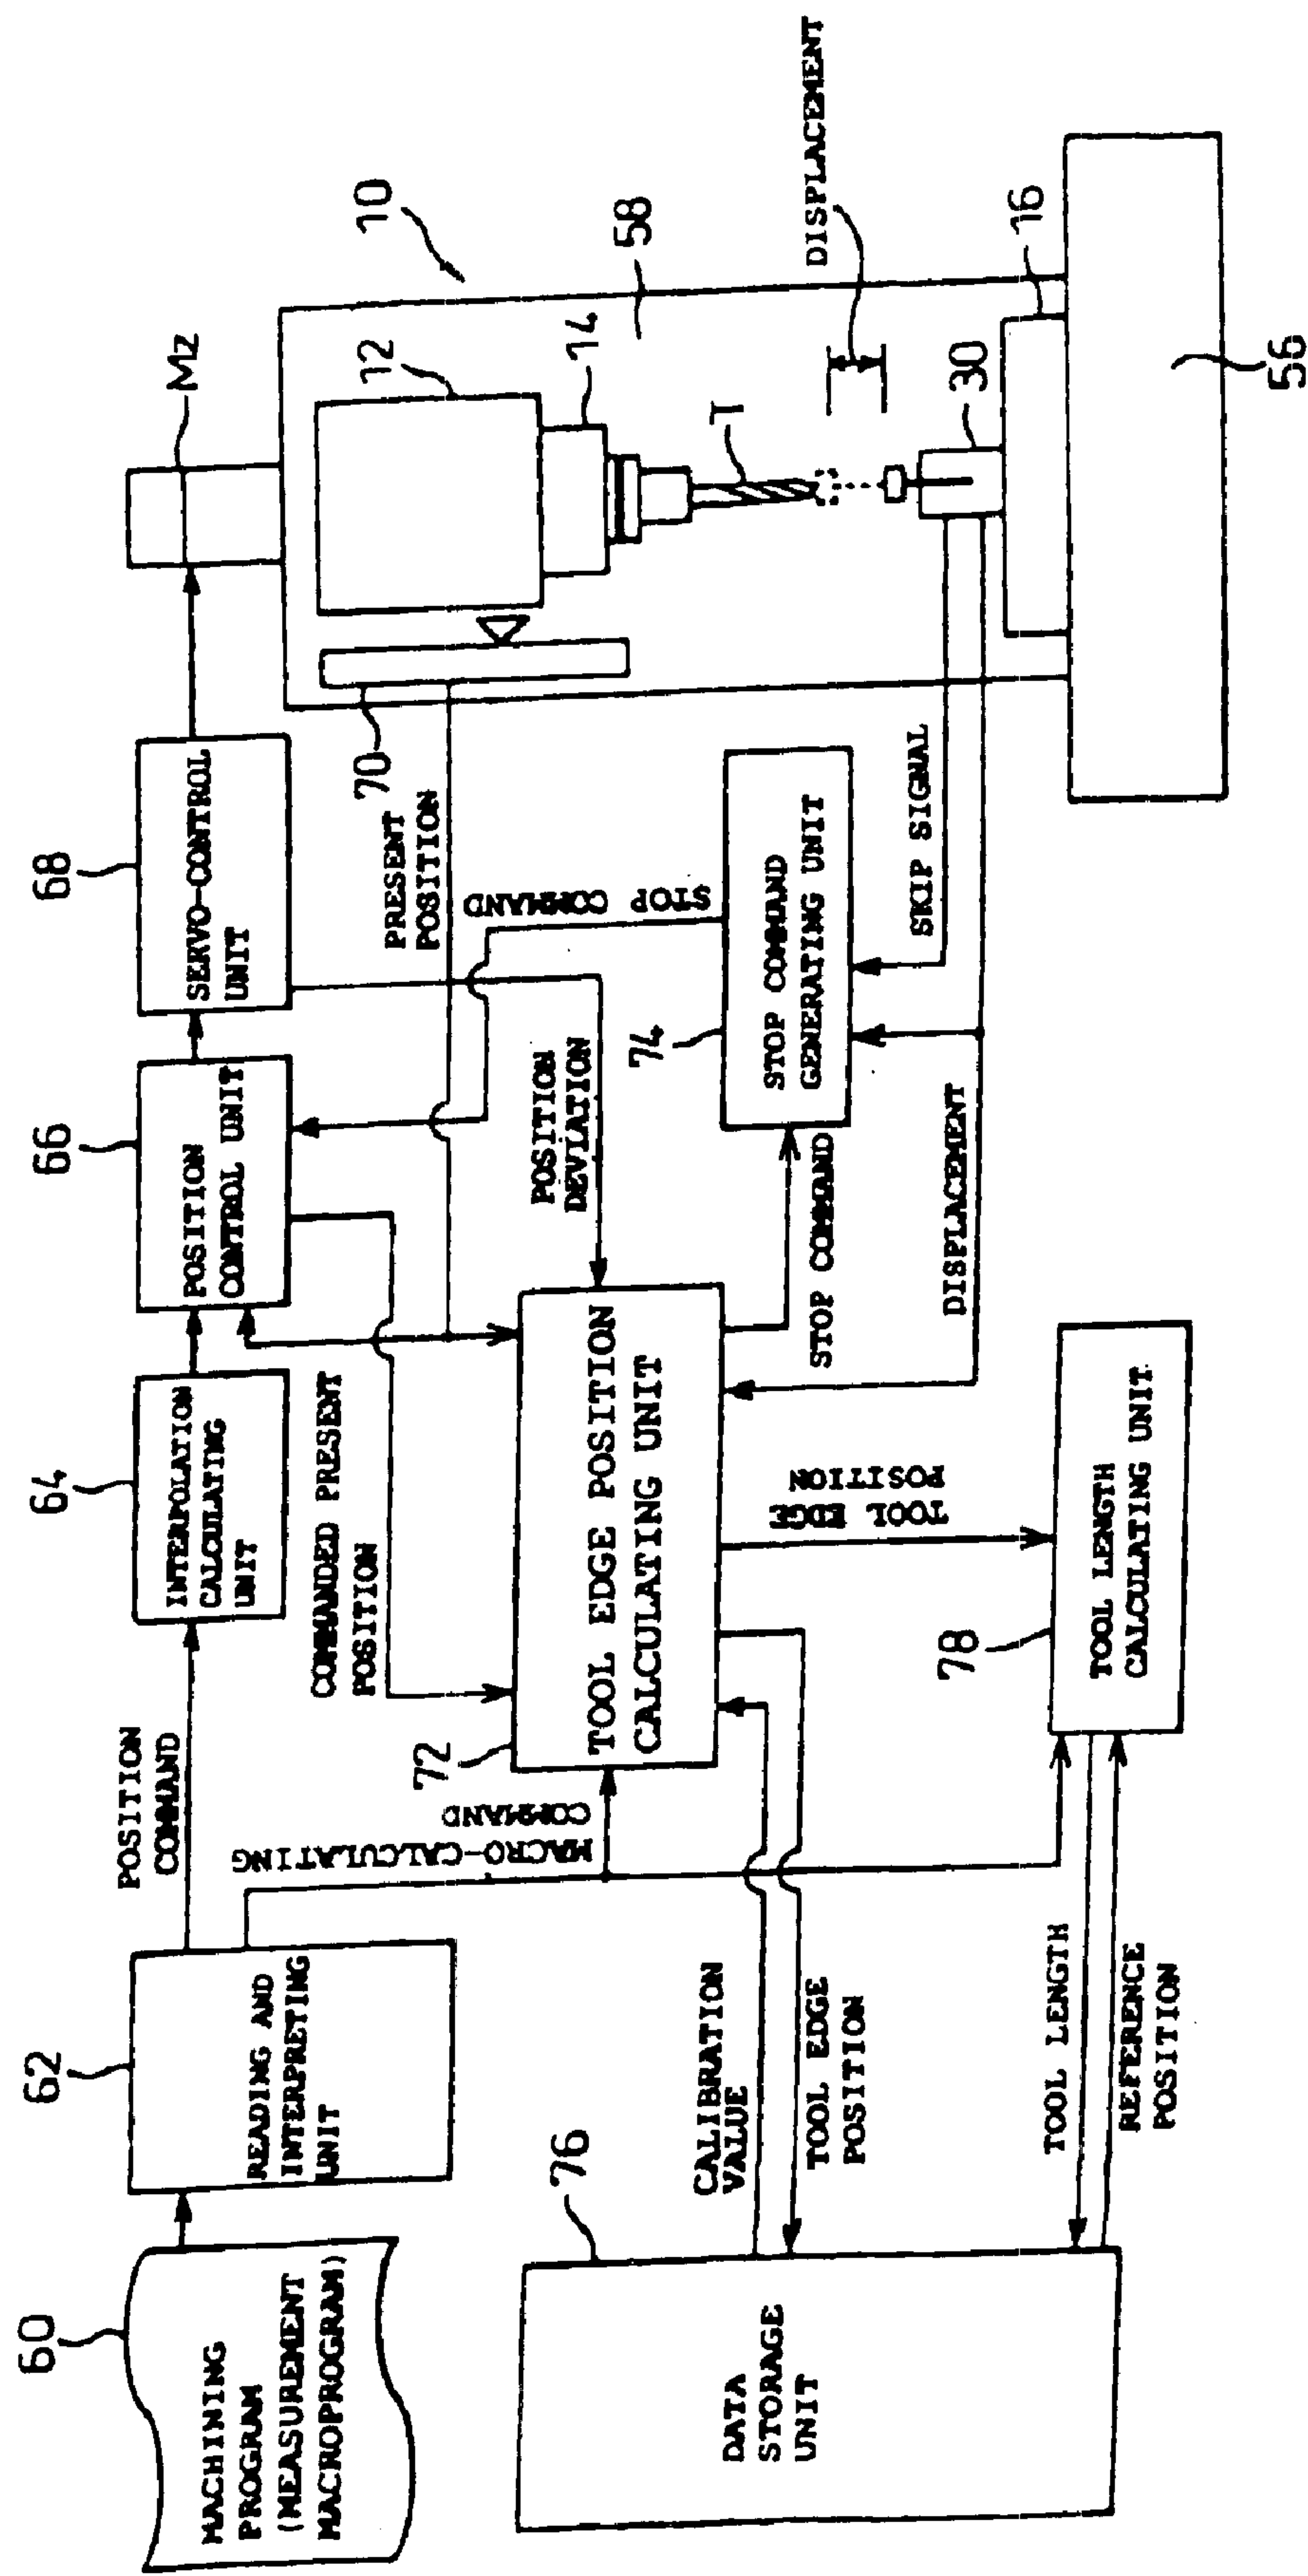 60
MACHINING
PROGRAM
(MEASUREMENT
MACROPROGRAM)
62
READING AND
INTERPRETING
UNIT
POSITION
COMMAND
MACRO-CALCULATING
COMMAND
64
INTERPOLATION
CALCULATING
UNIT
COMMANDED PRESENT
POSITION
66
POSITION
CONTROL UNIT
68
SERVO-CONTROL
UNIT
POSITION
DEVIATION
PRESENT
POSITION
STOP COMMAND
Mz
10
12
14
58
T
DISPLACEMENT
30
16
56
70
72
TOOL EDGE POSITION
CALCULATING UNIT
74
STOP COMMAND
GENERATING UNIT
STOP COMMAND
SKIP SIGNAL
DISPLACEMENT
76
DATA
STORAGE
UNIT
CALIBRATION
VALUE
TOOL EDGE
POSITION
TOOL EDGE
POSITION
78
TOOL LENGTH
CALCULATING UNIT
TOOL LENGTH
REFERENCE
POSITION